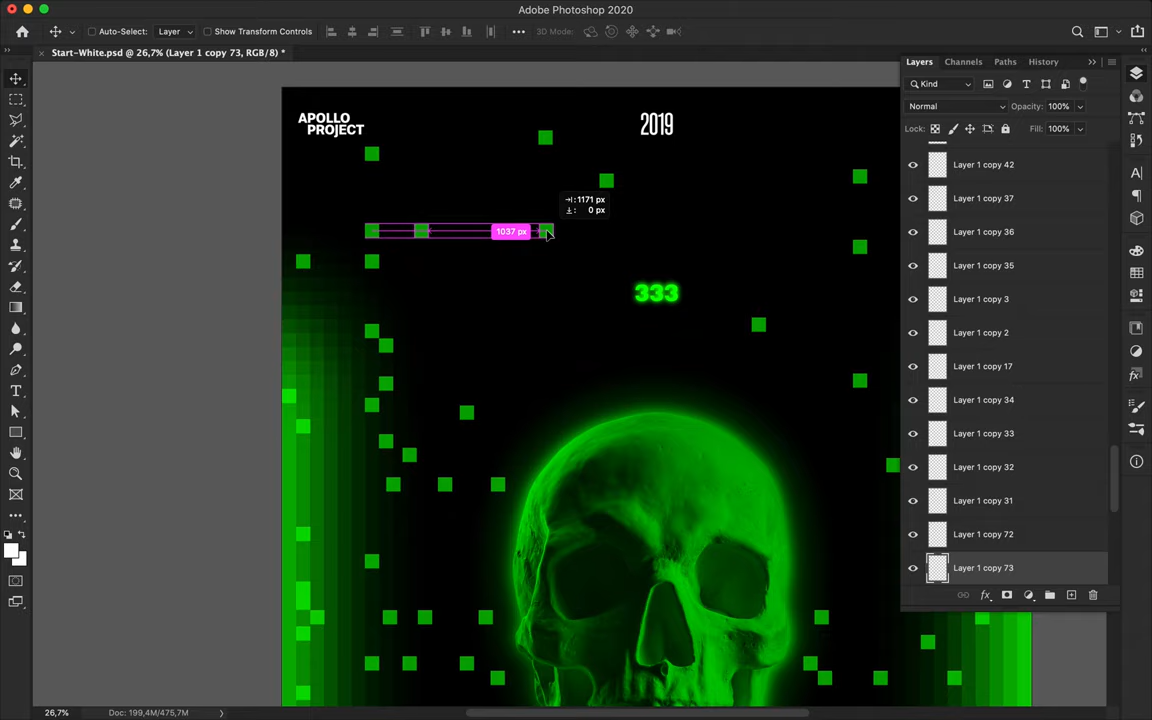 Adobe Photoshop 2020
Auto-Select:
Layer
Show Transform Controls
3D Mode:
Start-White.psd @ 26,7% (Layer 1 copy 73, RGB/8) *
Layers
Channels
Paths
History
Kind
Normal
Opacity: 100%
Lock:
Fill: 100%
Layer 1 copy 42
Layer 1 copy 37
Layer 1 copy 36
Layer 1 copy 35
Layer 1 copy 3
Layer 1 copy 2
Layer 1 copy 17
Layer 1 copy 34
Layer 1 copy 33
Layer 1 copy 32
Layer 1 copy 31
Layer 1 copy 72
Layer 1 copy 73
APOLLO
PROJECT
2019
1171 px
0 px
1037 px
333
26,7%
Doc: 199,4M/475,7M